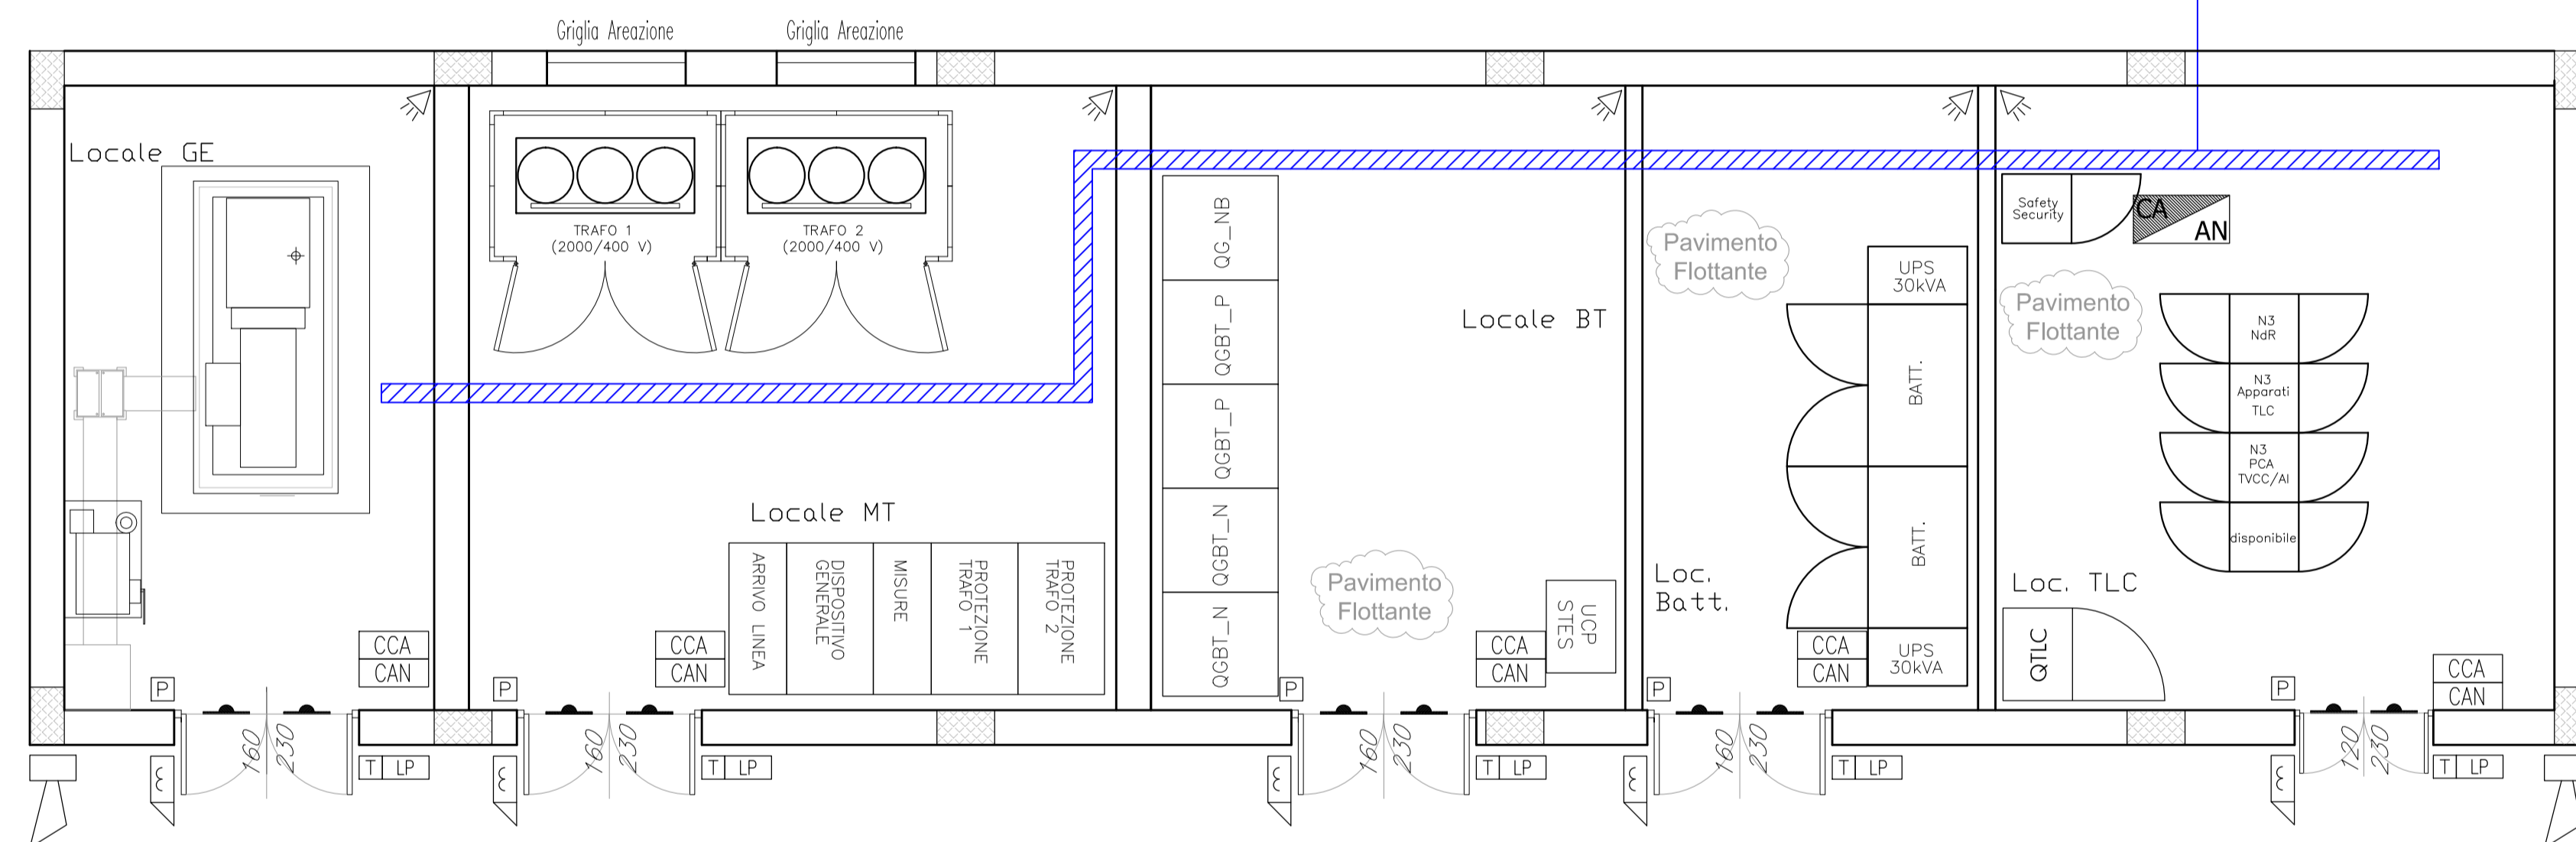 Griglia Areazione
Griglia Areazione
Locale GE
TRAFO 1
(2000/400 V)
TRAFO 2
(2000/400 V)
Locale MT
ARRIVO LINEA
DISPOSITIVO
GENERALE
MISURE
PROTEZIONE
TRAFO 1
PROTEZIONE
TRAFO 2
QG_NB
QGBT_P
QGBT_P
QGBT_N
QGBT_N
Locale BT
Pavimento
Flottante
UCP
STES
Pavimento
Flottante
Loc.
Batt.
UPS
30kVA
BATT.
BATT.
UPS
30kVA
Safety
Security
CA
AN
Pavimento
Flottante
N3
NdR
N3
Apparati
TLC
N3
PCA
TVCC/AI
disponibile
Loc. TLC
QTLC
CCA
CAN
CCA
CAN
CCA
CAN
CCA
CAN
CCA
CAN
P
P
P
P
P
160
230
160
230
160
230
160
230
120
230
T LP
T LP
T LP
T LP
T LP